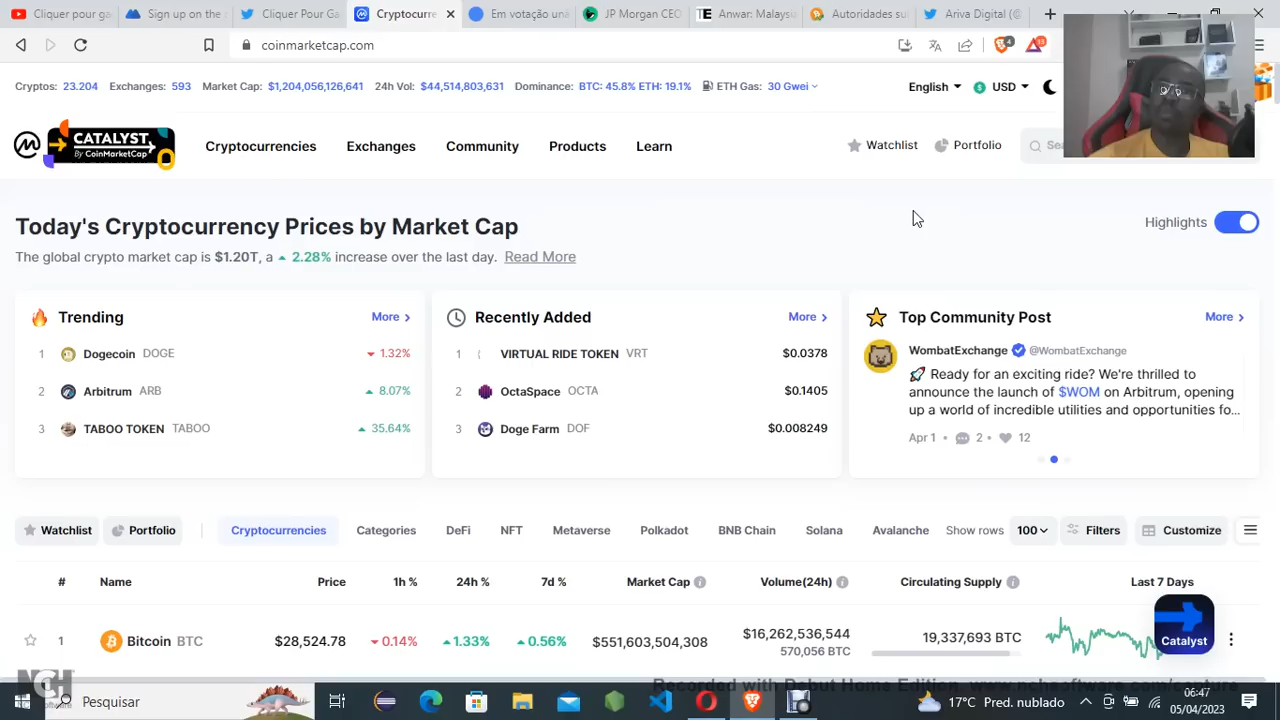 Cliquer pour ga
Sign up on the
Cliquer Pour Ga
Cryptocurre
Em votação una
JP Morgan CEO
Anwar: Malaysi
Autoridades su
Ariva Digital (@
coinmarketcap.com
Cryptos: 23.204 Exchanges: 593 Market Cap: $1,204,056,126,641 24h Vol: $44,514,803,631 Dominance: BTC: 45.8% ETH: 19.1% ETH Gas: 30 Gwei
English USD
CATALYST
By CoinMarketCap
Cryptocurrencies Exchanges Community Products Learn
Watchlist Portfolio Sea
Today's Cryptocurrency Prices by Market Cap
Highlights
The global crypto market cap is $1.20T, a 2.28% increase over the last day. Read More
Trending More
1 Dogecoin DOGE 1.32%
2 Arbitrum ARB 8.07%
3 TABOO TOKEN TABOO 35.64%
Recently Added More
1 VIRTUAL RIDE TOKEN VRT $0.0378
2 OctaSpace OCTA $0.1405
3 Doge Farm DOF $0.008249
Top Community Post More
WombatExchange @WombatExchange
🚀 Ready for an exciting ride? We're thrilled to
announce the launch of $WOM on Arbitrum, opening
up a world of incredible utilities and opportunities fo...
Apr 1 • 2 • 12
Watchlist Portfolio Cryptocurrencies Categories DeFi NFT Metaverse Polkadot BNB Chain Solana Avalanche Show rows 100 Filters Customize
# Name Price 1h % 24h % 7d % Market Cap Volume(24h) Circulating Supply Last 7 Days
1 Bitcoin BTC $28,524.78 0.14% 1.33% 0.56% $551,603,504,308 $16,262,536,544 19,337,693 BTC
570,056 BTC
Catalyst
NCH
Recorded with Debut Home Edition. www.nchsoftware.com/capture
Pesquisar
17°C Pred. nublado
06:47
05/04/2023